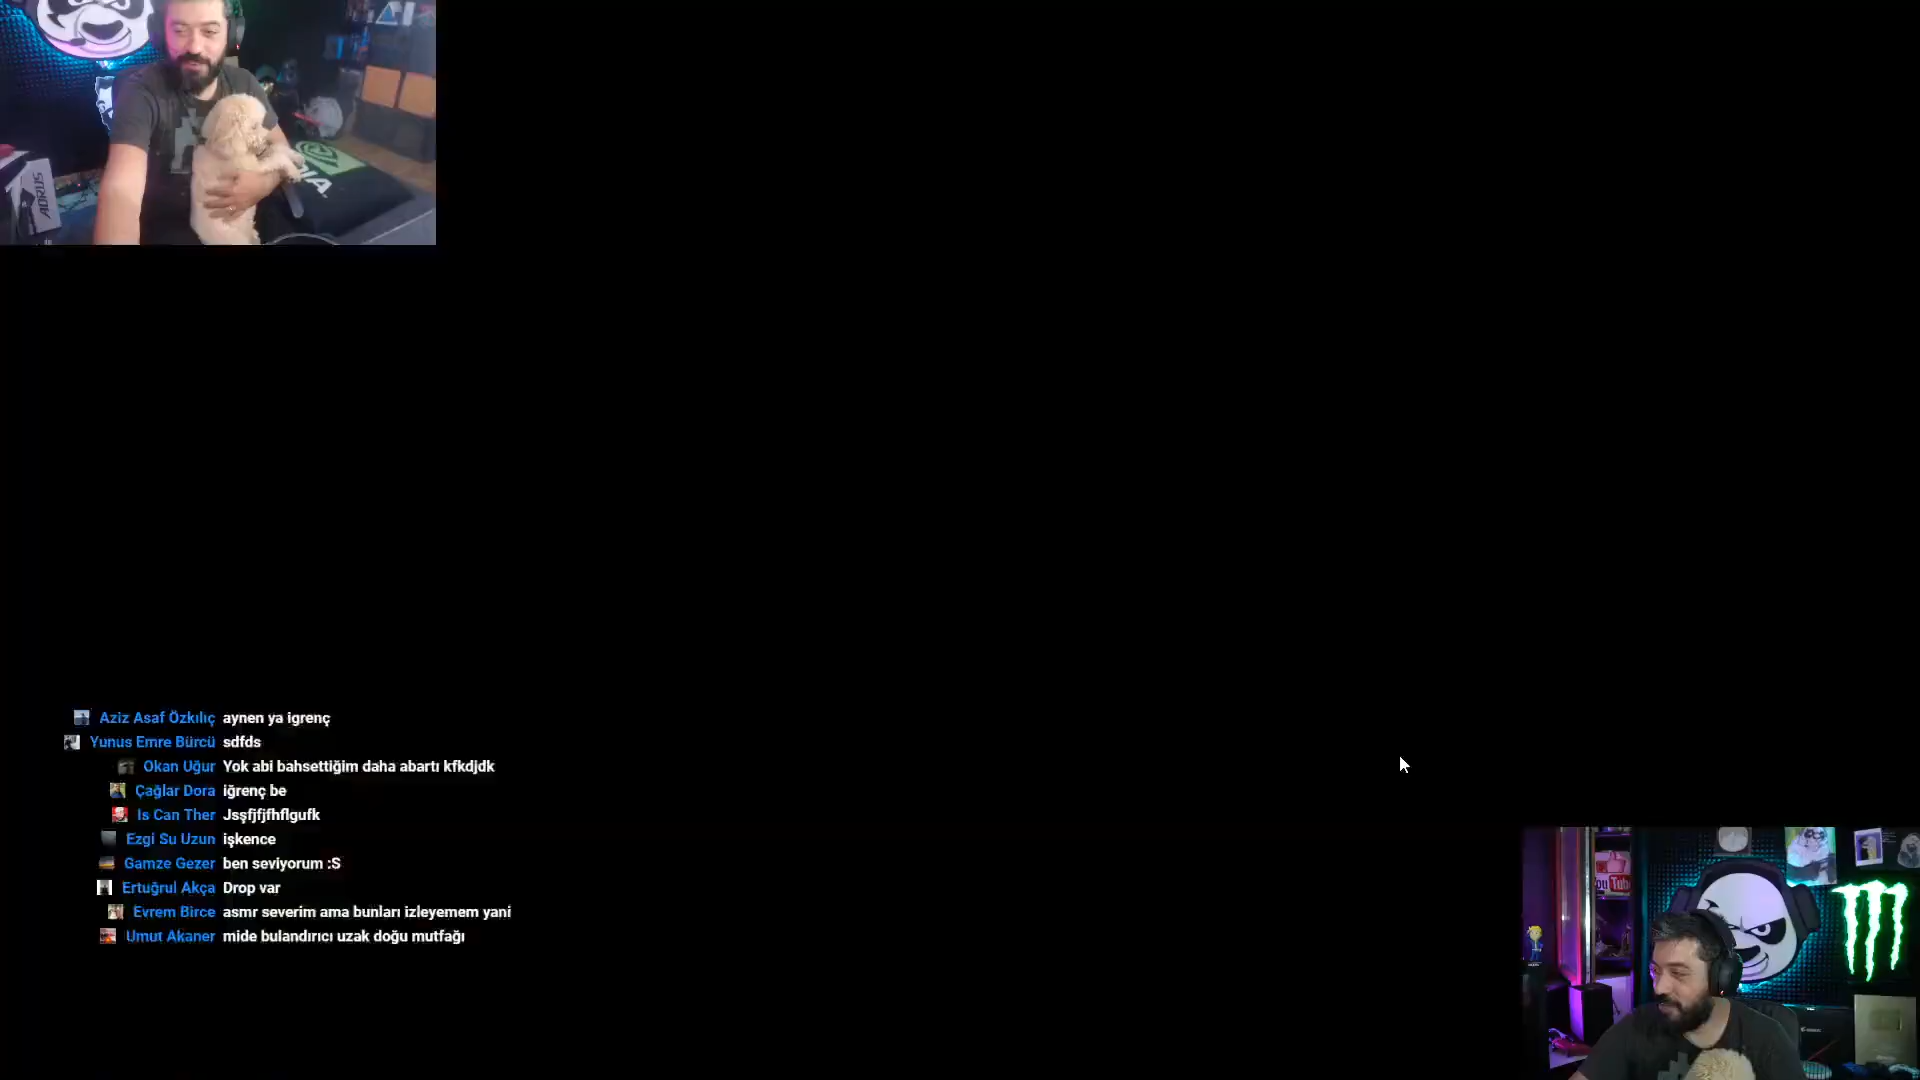 AORUS
Aziz Asaf Özkılıç aynen ya igrenç
Yunus Emre Bürcü sdfds
Okan Uğur Yok abi bahsettiğim daha abartı kfkdjdk
Çağlar Dora iğrenç be
Is Can Ther Jsşfjfjfhflgufk
Ezgi Su Uzun işkence
Gamze Gezer ben seviyorum :S
Ertuğrul Akça Drop var
Evrem Birce asmr severim ama bunları izleyemem yani
Umut Akaner mide bulandırıcı uzak doğu mutfağı